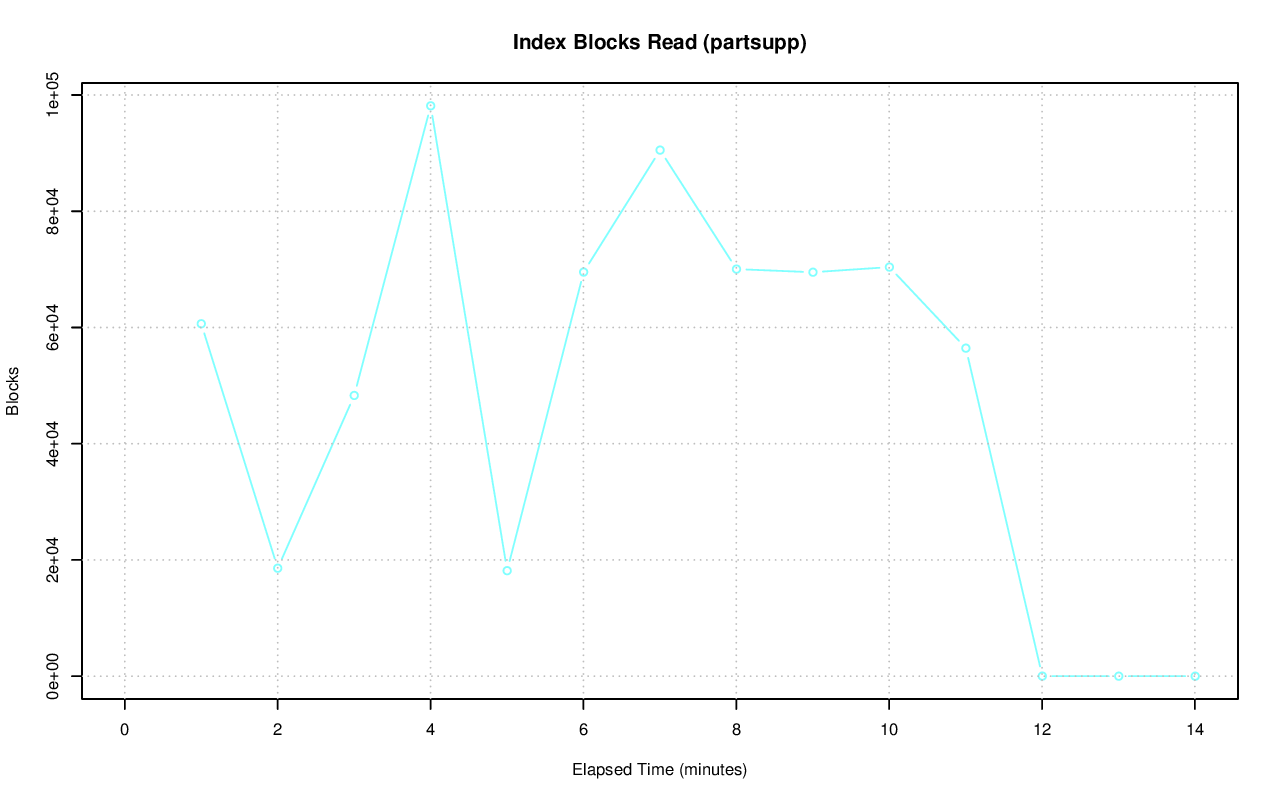 Index Blocks Read (partsupp)
1e+05
8e+04
6e+04
4e+04
2e+04
0e+00
Blocks
0 2 4 6 8 10 12 14
Elapsed Time (minutes)